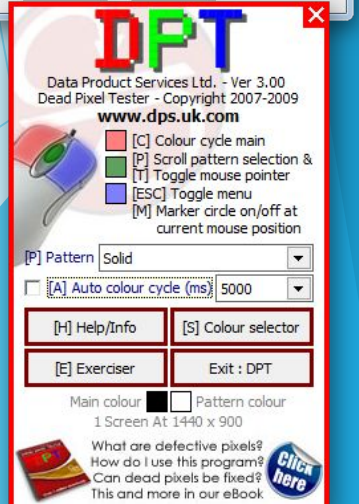 DPT
Data Product Services Ltd. - Ver 3.00
Dead Pixel Tester - Copyright 2007-2009
www.dps.uk.com
[C] Colour cycle main
[P] Scroll pattern selection &
[T] Toggle mouse pointer
[ESC] Toggle menu
[M] Marker circle on/off at
current mouse position
[P] Pattern Solid
[A] Auto colour cycle (ms) 5000
[H] Help/Info [S] Colour selector
[E] Exerciser Exit : DPT
Main colour Pattern colour
1 Screen At 1440 x 900
What are defective pixels?
How do I use this program?
Can dead pixels be fixed?
This and more in our eBook
DPT
Click
here